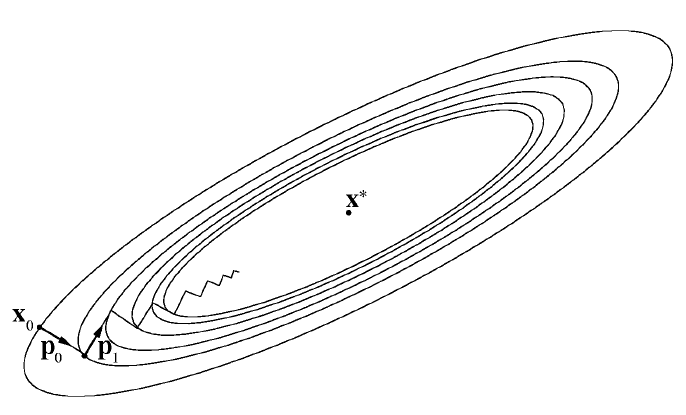 x*
x₀
p₀ p₁